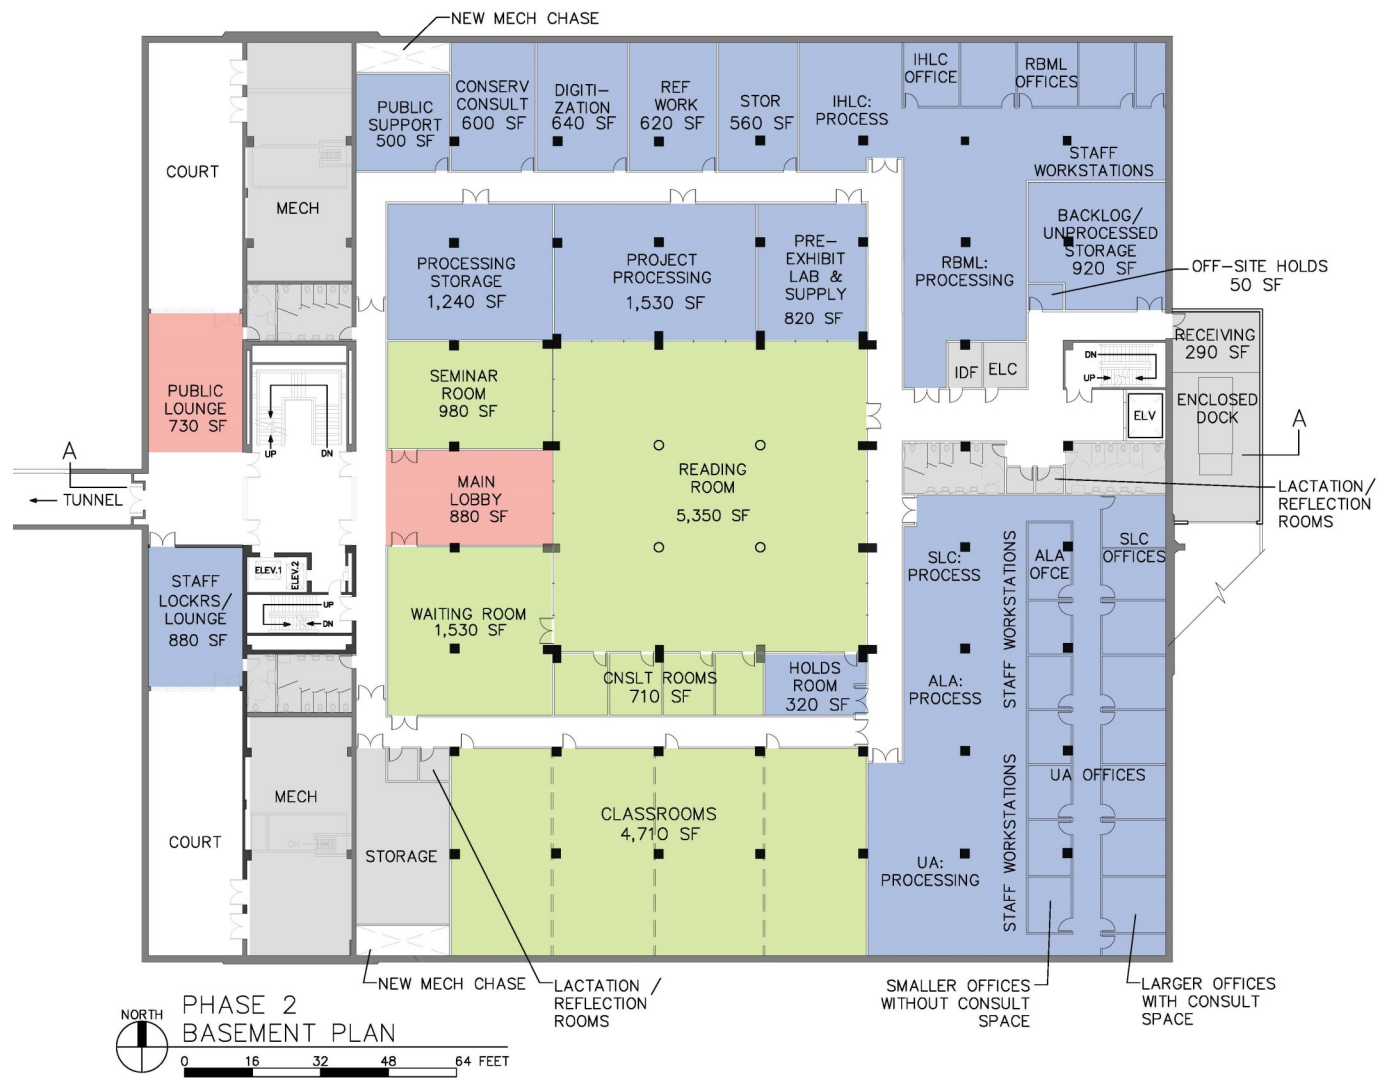 NEW MECH CHASE
COURT
MECH
PUBLIC
SUPPORT
500 SF
CONSERV
CONSULT
600 SF
DIGITI-
ZATION
640 SF
REF
WORK
620 SF
STOR
560 SF
IHLC:
PROCESS
IHLC
OFFICE
RBML
OFFICES
STAFF
WORKSTATIONS
PROCESSING
STORAGE
1,240 SF
PROJECT
PROCESSING
1,530 SF
PRE-
EXHIBIT
LAB &
SUPPLY
820 SF
RBML:
PROCESSING
BACKLOG/
UNPROCESSED
STORAGE
920 SF
OFF-SITE HOLDS
50 SF
RECEIVING
290 SF
ENCLOSED
DOCK
A
PUBLIC
LOUNGE
730 SF
UP
DN
SEMINAR
ROOM
980 SF
IDF
ELC
DN
UP
ELV
A
TUNNEL
MAIN
LOBBY
880 SF
READING
ROOM
5,350 SF
LACTATION/
REFLECTION
ROOMS
STAFF
LOCKRS/
LOUNGE
880 SF
ELEV.1
ELEV.2
UP
DN
WAITING ROOM
1,530 SF
SLC:
PROCESS
STAFF WORKSTATIONS
ALA
OFCE
SLC
OFFICES
CNSLT ROOMS
710 SF
HOLDS
ROOM
320 SF
ALA:
PROCESS
MECH
DN
COURT
STORAGE
CLASSROOMS
4,710 SF
UA:
PROCESSING
STAFF WORKSTATIONS
UA OFFICES
NEW MECH CHASE
LACTATION /
REFLECTION
ROOMS
SMALLER OFFICES
WITHOUT CONSULT
SPACE
LARGER OFFICES
WITH CONSULT
SPACE
NORTH
PHASE 2
BASEMENT PLAN
0 16 32 48 64 FEET